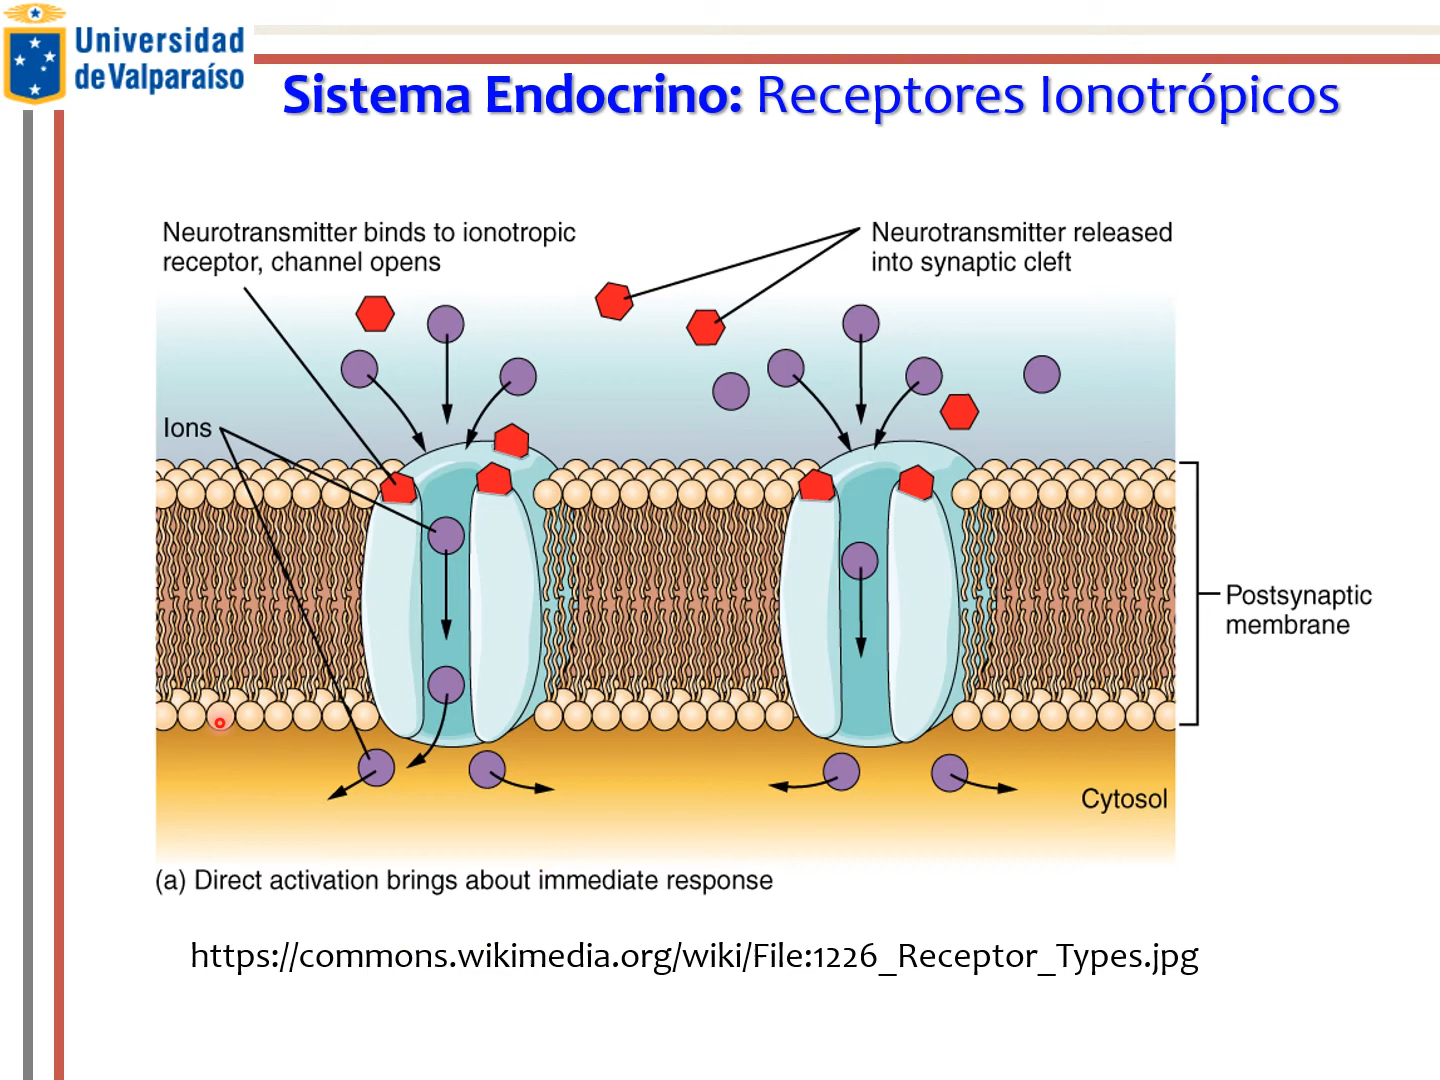 Universidad
de Valparaíso
Sistema Endocrino: Receptores Ionotrópicos
Neurotransmitter binds to ionotropic
receptor, channel opens
Neurotransmitter released
into synaptic cleft
Ions
Postsynaptic
membrane
Cytosol
(a) Direct activation brings about immediate response
https://commons.wikimedia.org/wiki/File:1226_Receptor_Types.jpg